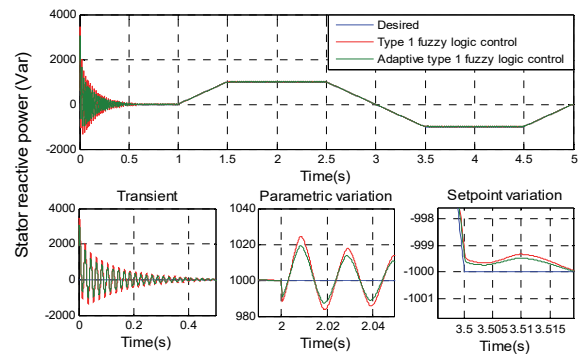 Stator reactive power (Var)
4000
2000
0
-2000
Desired
Type 1 fuzzy logic control
Adaptive type 1 fuzzy logic control
0 0.5 1 1.5 2 2.5 3 3.5 4 4.5 5
Time(s)
Transient
4000
2000
0
-2000
0 0.2 0.4
Time(s)
Parametric variation
1040
1020
1000
980
2 2.02 2.04
Time(s)
Setpoint variation
-998
-999
-1000
-1001
3.5 3.505 3.51 3.515
Time(s)